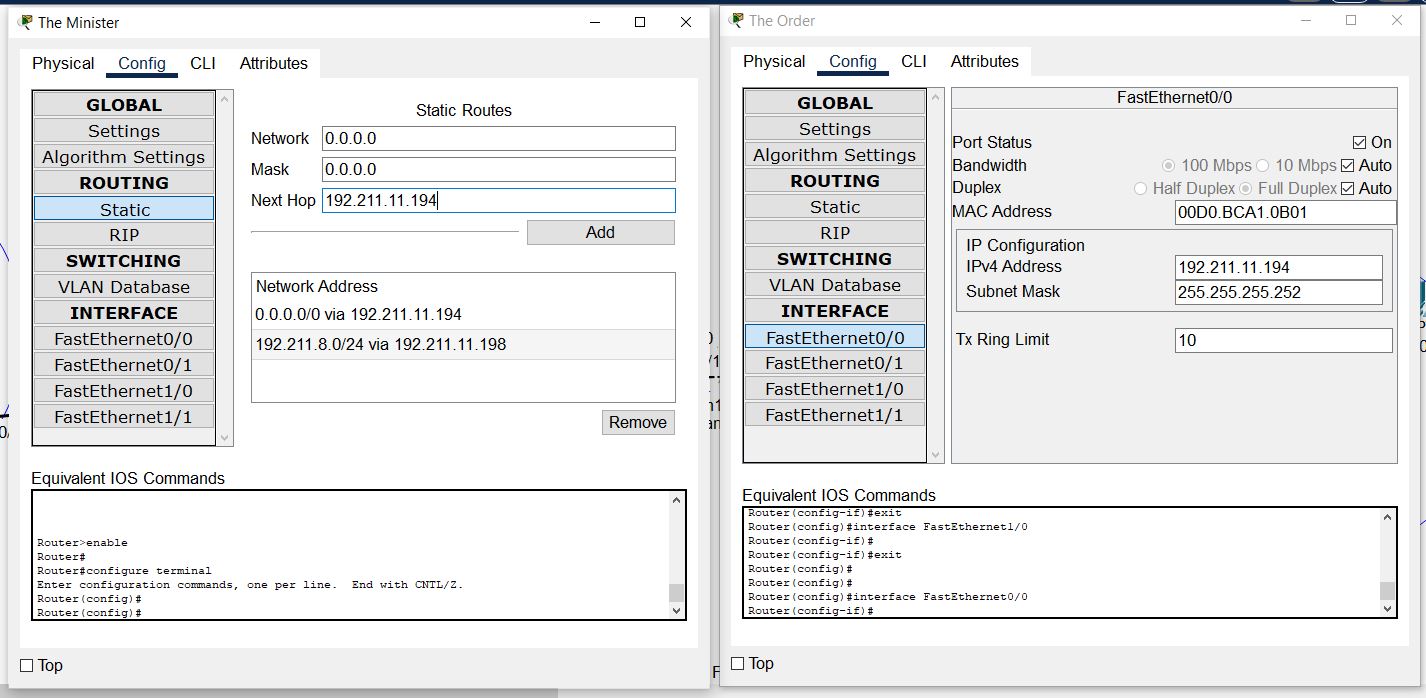 The Minister
Physical Config CLI Attributes
GLOBAL
Settings
Algorithm Settings
ROUTING
Static
RIP
SWITCHING
VLAN Database
INTERFACE
FastEthernet0/0
FastEthernet0/1
FastEthernet1/0
FastEthernet1/1
Static Routes
Network 0.0.0.0
Mask 0.0.0.0
Next Hop 192.211.11.194
Add
Network Address
0.0.0.0/0 via 192.211.11.194
192.211.8.0/24 via 192.211.11.198
Remove
Equivalent IOS Commands
Router>enable
Router#
Router#configure terminal
Enter configuration commands, one per line. End with CNTL/Z.
Router(config)#
Router(config)#
Top
The Order
Physical Config CLI Attributes
GLOBAL
Settings
Algorithm Settings
ROUTING
Static
RIP
SWITCHING
VLAN Database
INTERFACE
FastEthernet0/0
FastEthernet0/1
FastEthernet1/0
FastEthernet1/1
FastEthernet0/0
Port Status On
Bandwidth 100 Mbps 10 Mbps Auto
Duplex Half Duplex Full Duplex Auto
MAC Address 00D0.BCA1.0B01
IP Configuration
IPv4 Address 192.211.11.194
Subnet Mask 255.255.255.252
Tx Ring Limit 10
Equivalent IOS Commands
Router(config-if)#exit
Router(config)#interface FastEthernet1/0
Router(config-if)#
Router(config-if)#exit
Router(config)#
Router(config)#
Router(config)#interface FastEthernet0/0
Router(config-if)#
Top